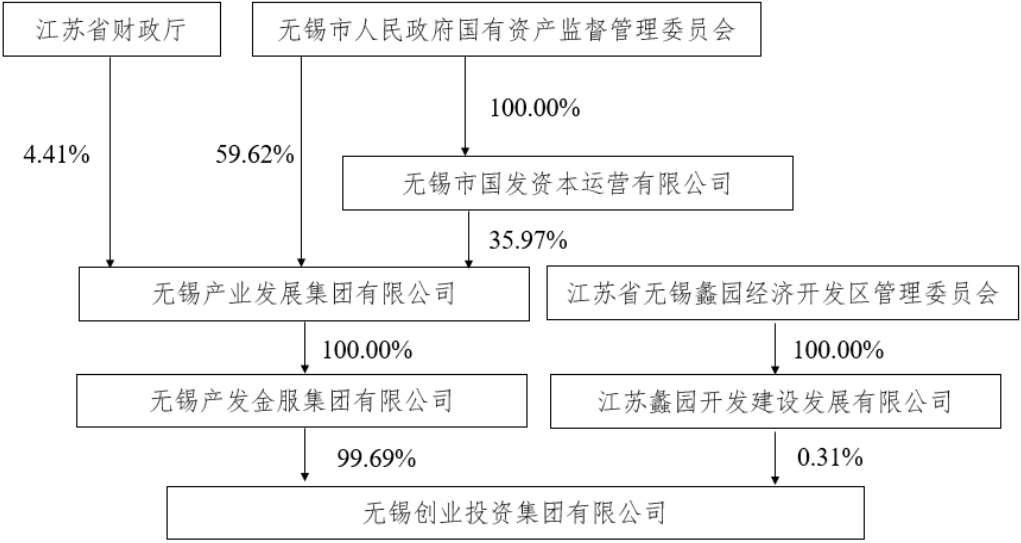 江苏省财政厅
无锡市人民政府国有资产监督管理委员会
100.00%
4.41%
59.62%
无锡市国发资本运营有限公司
35.97%
无锡产业发展集团有限公司
江苏省无锡蠡园经济开发区管理委员会
100.00%
100.00%
无锡产发金服集团有限公司
江苏蠡园开发建设发展有限公司
99.69%
0.31%
无锡创业投资集团有限公司